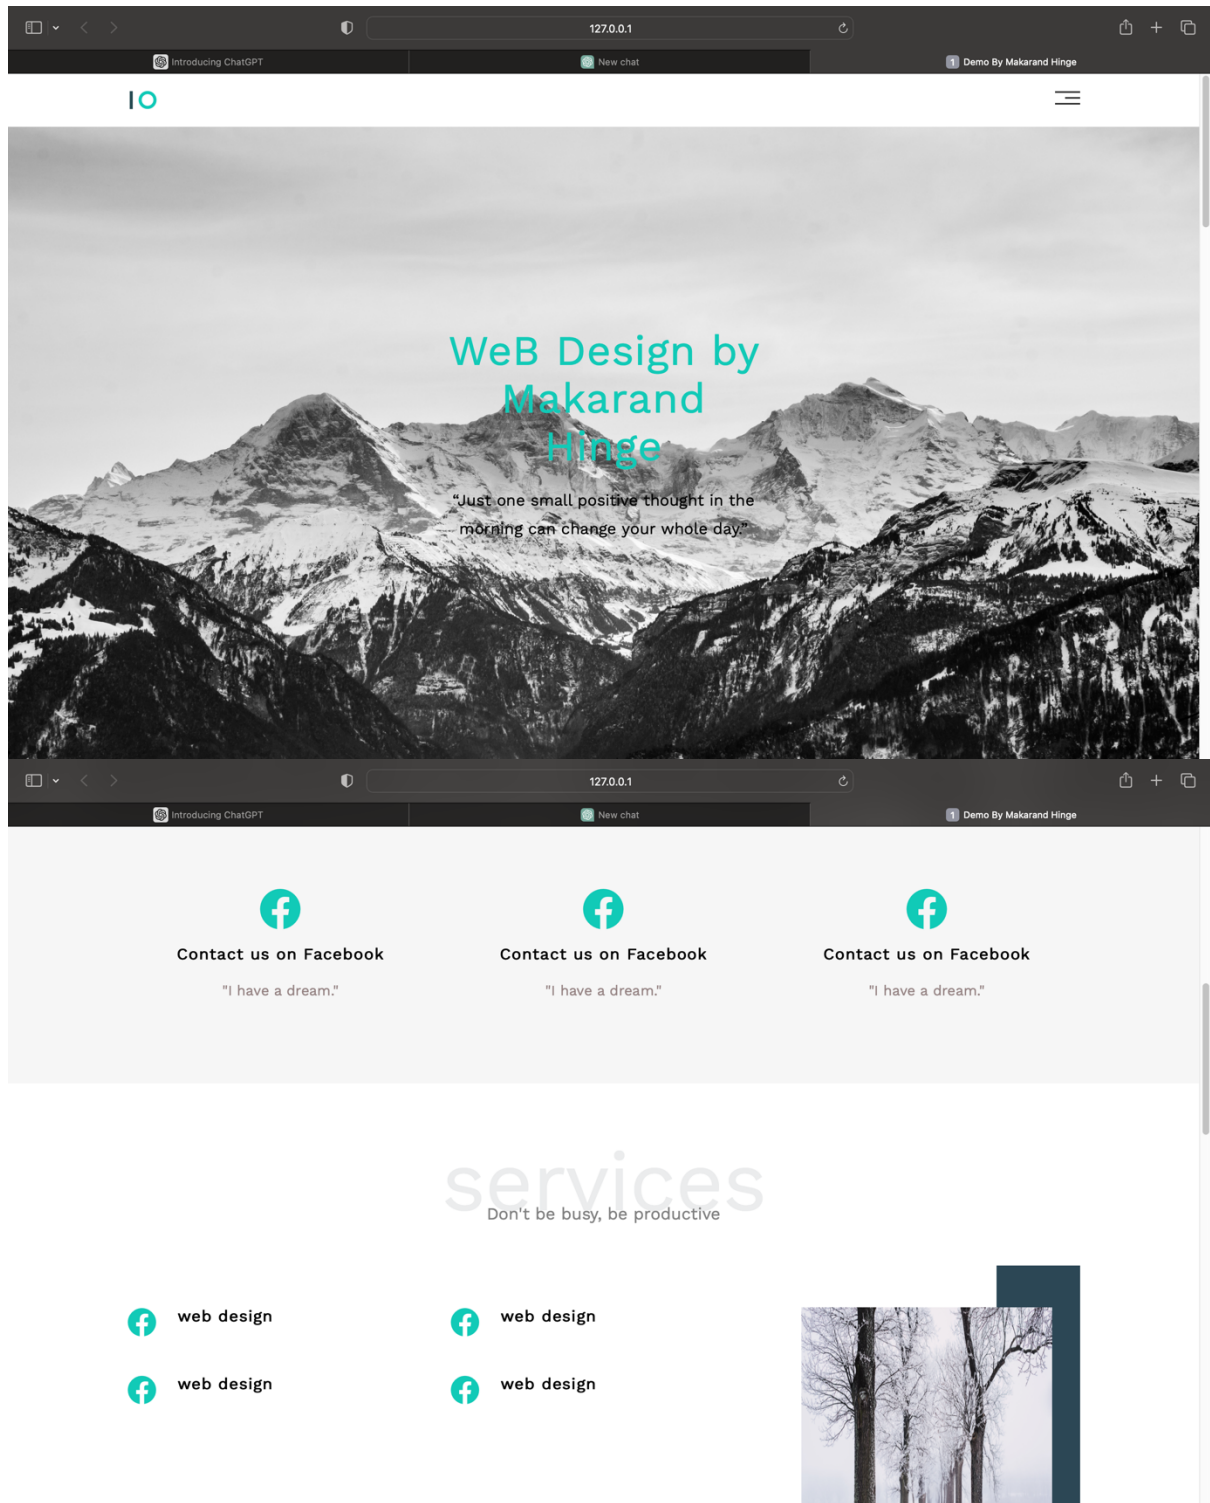 127.0.0.1
Introducing ChatGPT
New chat
1 Demo By Makarand Hinge
IO
WeB Design by
Makarand
Hinge
“Just one small positive thought in the
morning can change your whole day.”
127.0.0.1
Introducing ChatGPT
New chat
1 Demo By Makarand Hinge
Contact us on Facebook Contact us on Facebook Contact us on Facebook
"I have a dream." "I have a dream." "I have a dream."
services
Don't be busy, be productive
web design web design
web design web design